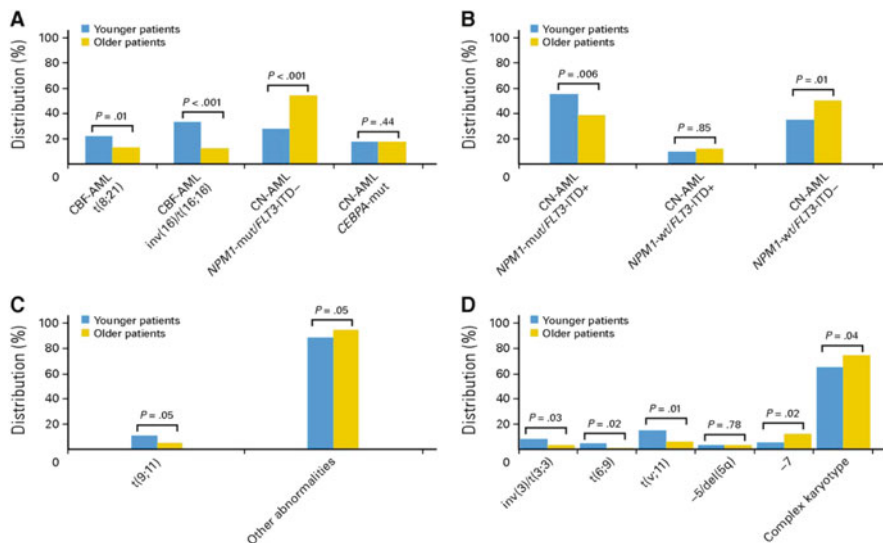 A
Younger patients
Older patients
Distribution (%)
100
80
60
40
20
0
P = .01
P < .001
P < .001
P = .44
CBF-AML
t(8;21)
CBF-AML
inv(16)/t(16;16)
CN-AML
NPM1-mut/FLT3-ITD–
CN-AML
CEBPA-mut
B
Younger patients
Older patients
Distribution (%)
100
80
60
40
20
0
P = .006
P = .85
P = .01
CN-AML
NPM1-mut/FLT3-ITD+
CN-AML
NPM1-wt/FLT3-ITD+
CN-AML
NPM1-wt/FLT3-ITD–
C
Younger patients
Older patients
Distribution (%)
100
80
60
40
20
0
P = .05
P = .05
t(9;11)
Other abnormalities
D
Younger patients
Older patients
Distribution (%)
100
80
60
40
20
0
P = .03
P = .02
P = .01
P = .78
P = .02
P = .04
inv(3)/t(3;3)
t(6;9)
t(v;11)
–5/del(5q)
–7
Complex karyotype